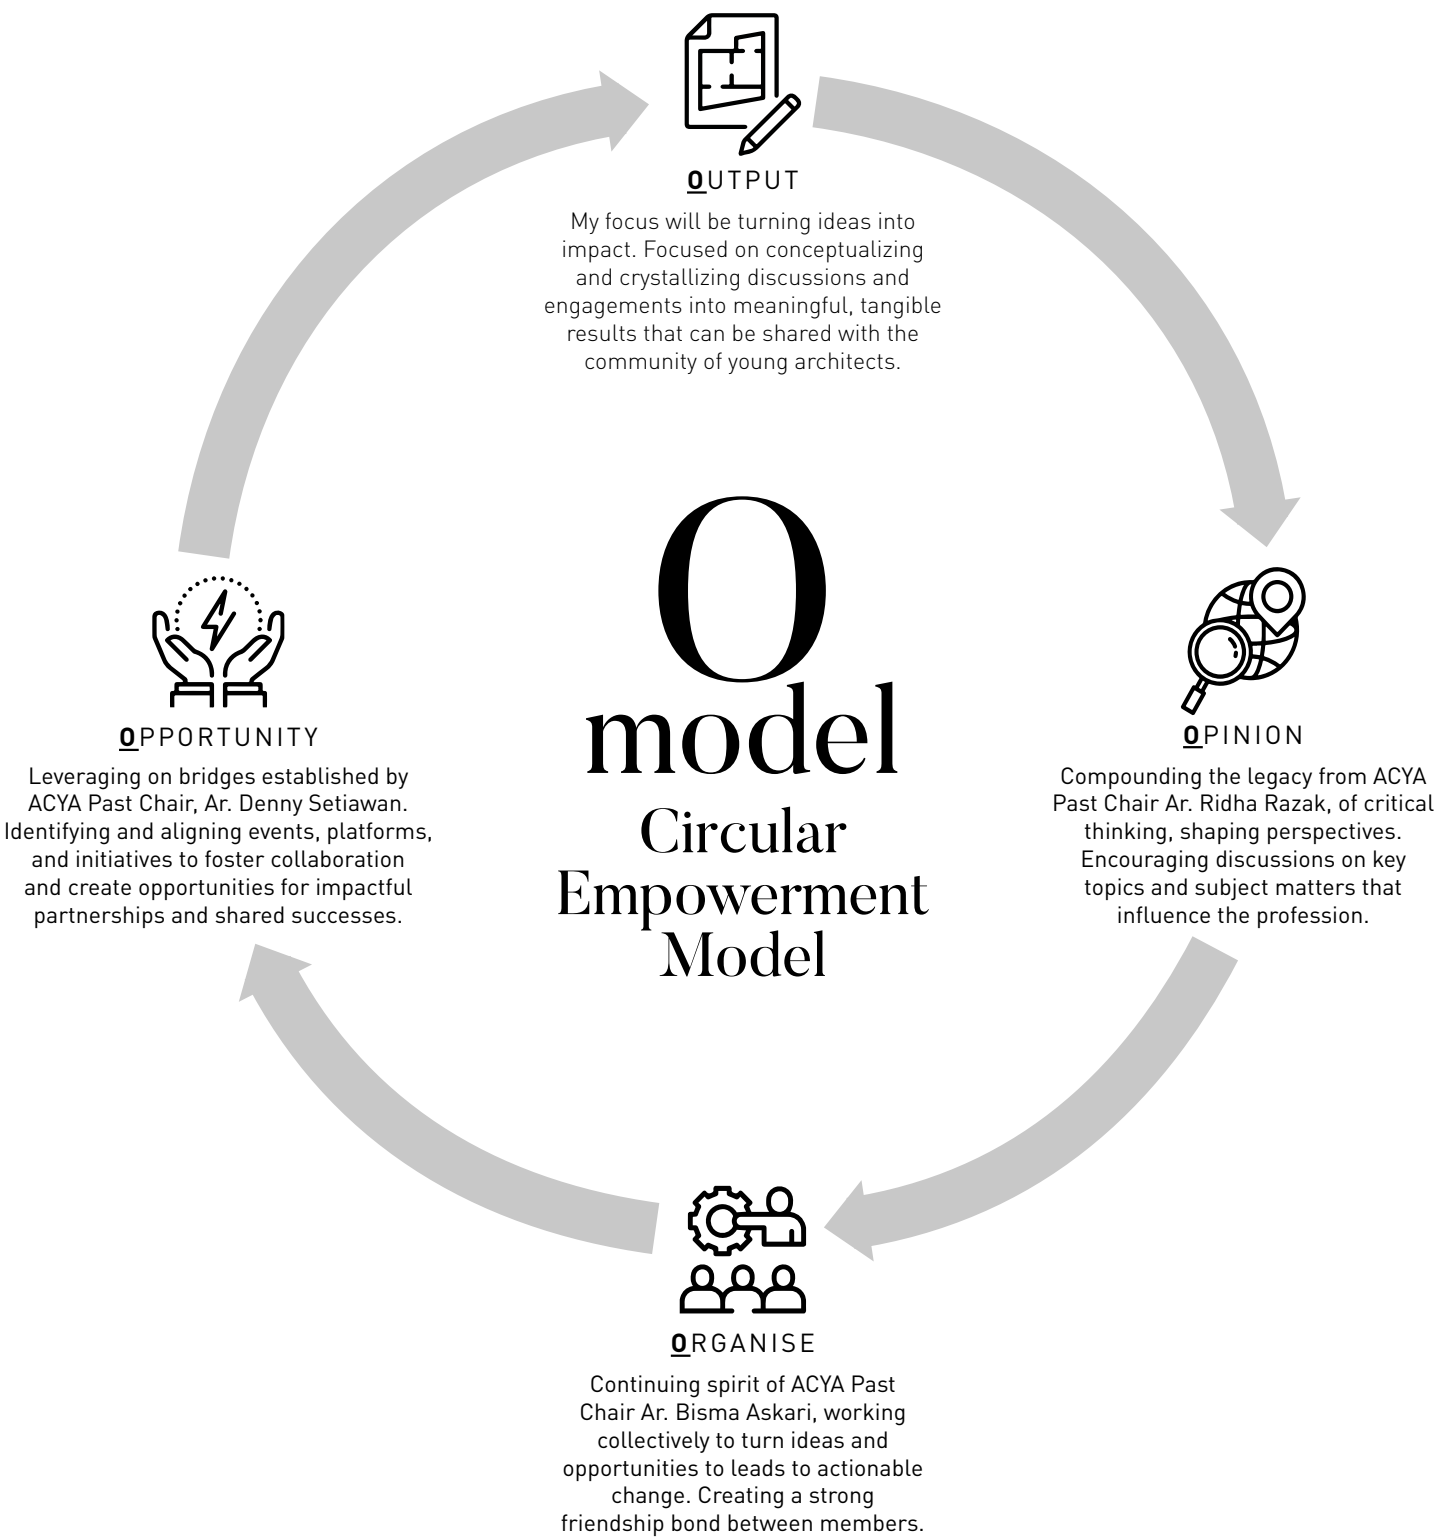 OUTPUT
My focus will be turning ideas into
impact. Focused on conceptualizing
and crystallizing discussions and
engagements into meaningful, tangible
results that can be shared with the
community of young architects.
O
model
Circular
Empowerment
Model
OPPORTUNITY
Leveraging on bridges established by
ACYA Past Chair, Ar. Denny Setiawan.
Identifying and aligning events, platforms,
and initiatives to foster collaboration
and create opportunities for impactful
partnerships and shared successes.
OPINION
Compounding the legacy from ACYA
Past Chair Ar. Ridha Razak, of critical
thinking, shaping perspectives.
Encouraging discussions on key
topics and subject matters that
influence the profession.
ORGANISE
Continuing spirit of ACYA Past
Chair Ar. Bisma Askari, working
collectively to turn ideas and
opportunities to leads to actionable
change. Creating a strong
friendship bond between members.